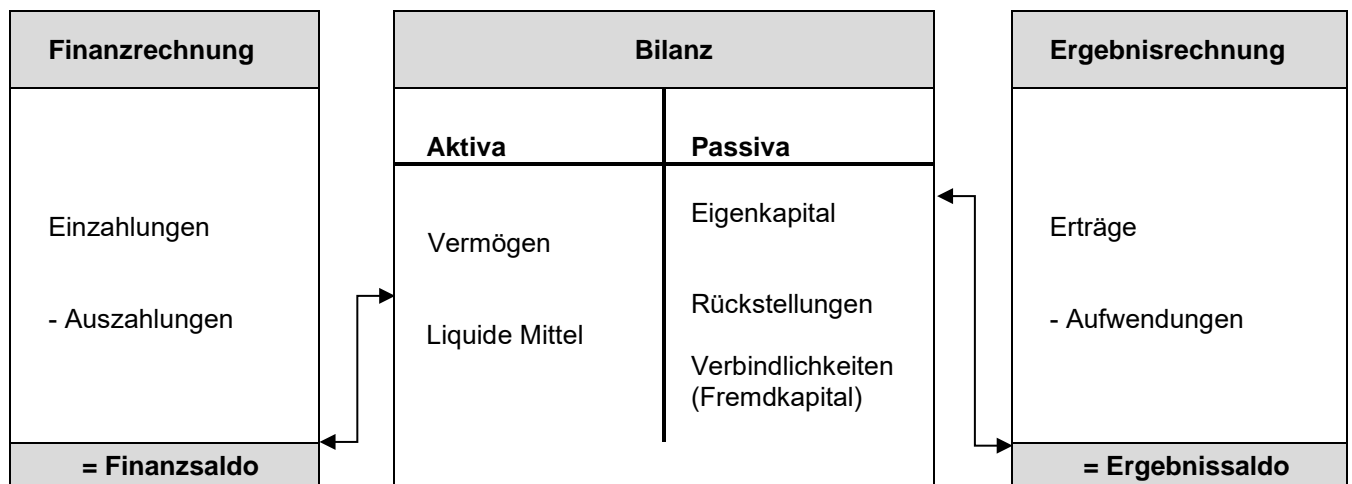 Finanzrechnung
Einzahlungen
- Auszahlungen
= Finanzsaldo
Bilanz
Aktiva
Vermögen
Liquide Mittel
Passiva
Eigenkapital
Rückstellungen
Verbindlichkeiten
(Fremdkapital)
Ergebnisrechnung
Erträge
- Aufwendungen
= Ergebnissaldo